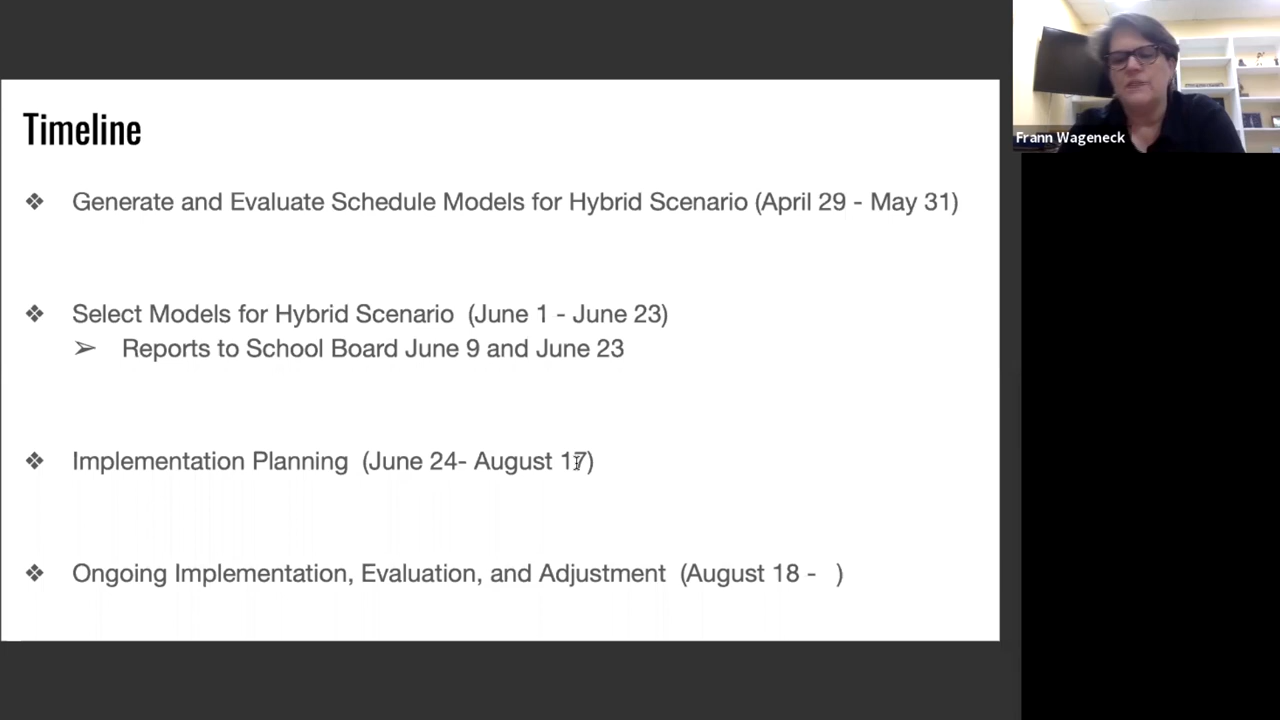 Timeline
❖ Generate and Evaluate Schedule Models for Hybrid Scenario (April 29 - May 31)
❖ Select Models for Hybrid Scenario (June 1 - June 23)
➢ Reports to School Board June 9 and June 23
❖ Implementation Planning (June 24- August 17)
❖ Ongoing Implementation, Evaluation, and Adjustment (August 18 - )
Frann Wageneck